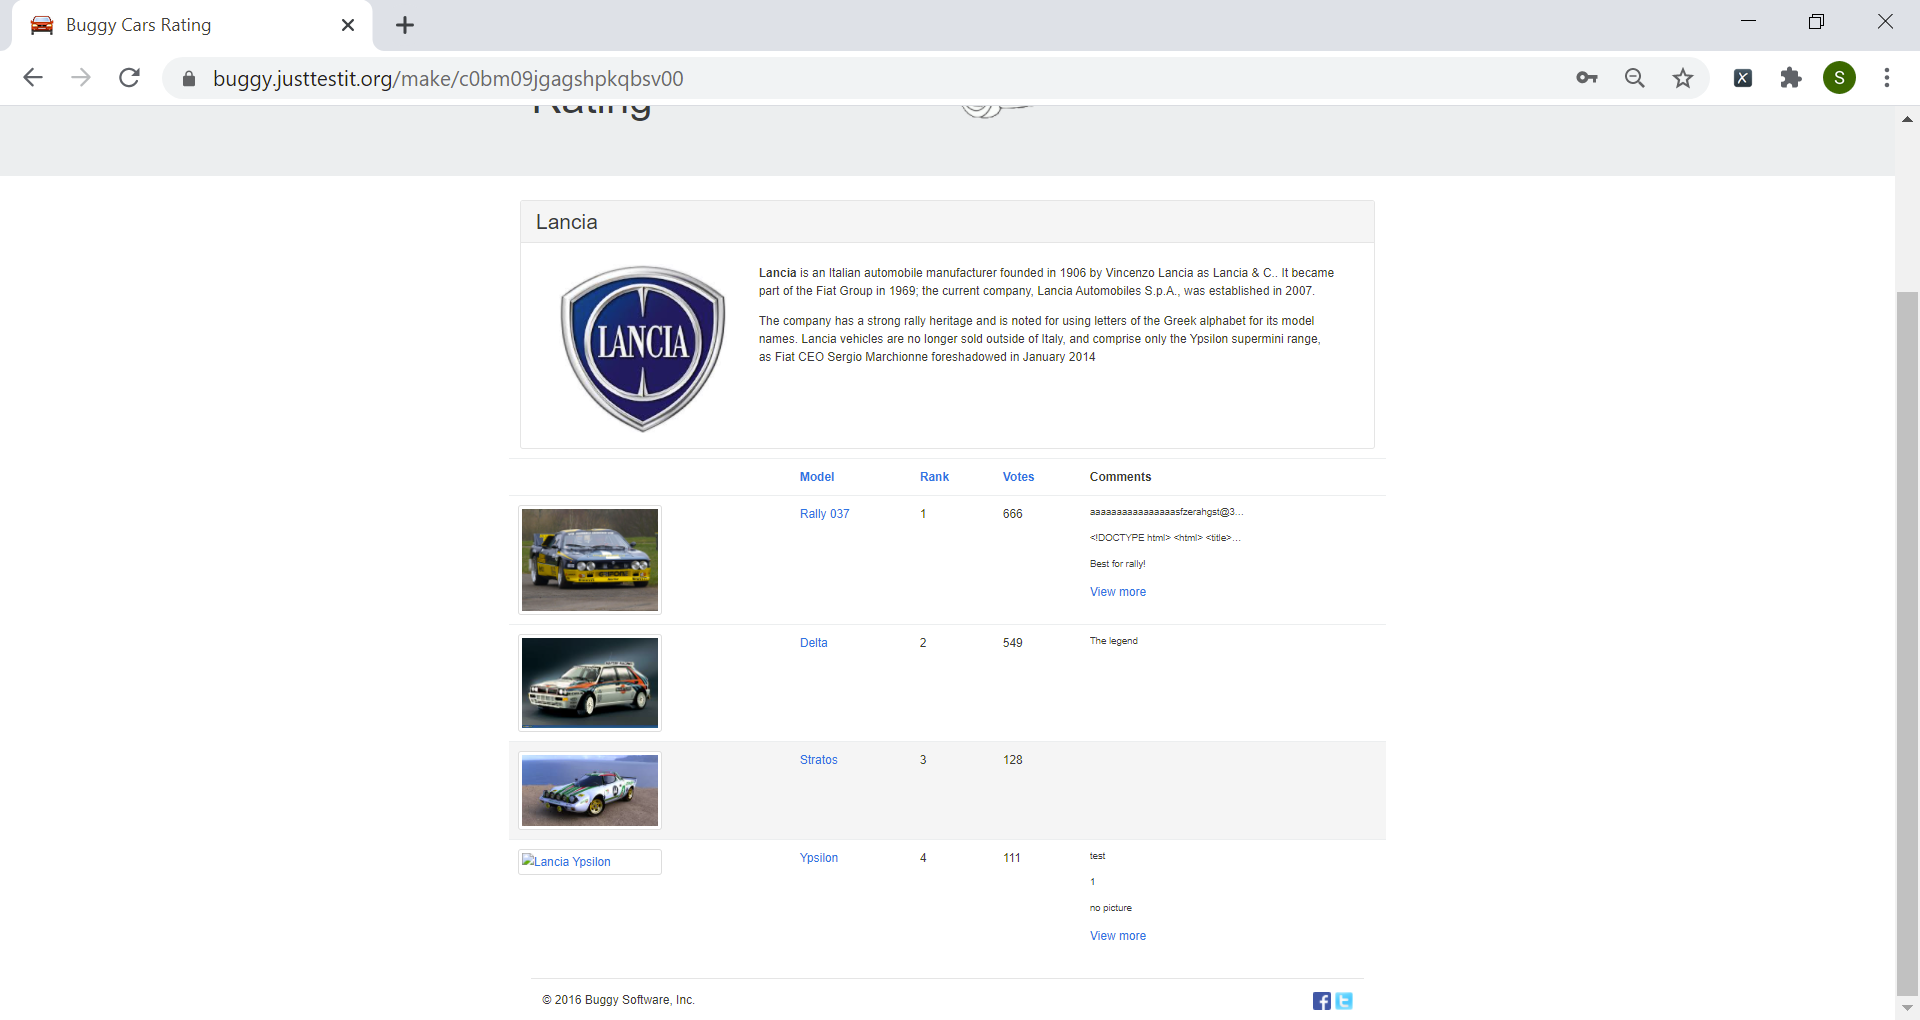 Buggy Cars Rating
buggy.justtestit.org/make/c0bm09jgagshpkqbsv00
S
Rating
Lancia
LANCIA
Lancia is an Italian automobile manufacturer founded in 1906 by Vincenzo Lancia as Lancia & C.. It became
part of the Fiat Group in 1969; the current company, Lancia Automobiles S.p.A., was established in 2007.
The company has a strong rally heritage and is noted for using letters of the Greek alphabet for its model
names. Lancia vehicles are no longer sold outside of Italy, and comprise only the Ypsilon supermini range,
as Fiat CEO Sergio Marchionne foreshadowed in January 2014
Model Rank Votes Comments
Rally 037 1 666 aaaaaaaaaaaaaaaasfzerahgst@3...
<!DOCTYPE html> <html> <title>...
Best for rally!
View more
Delta 2 549 The legend
Stratos 3 128
Lancia Ypsilon Ypsilon 4 111 test
1
no picture
View more
© 2016 Buggy Software, Inc.